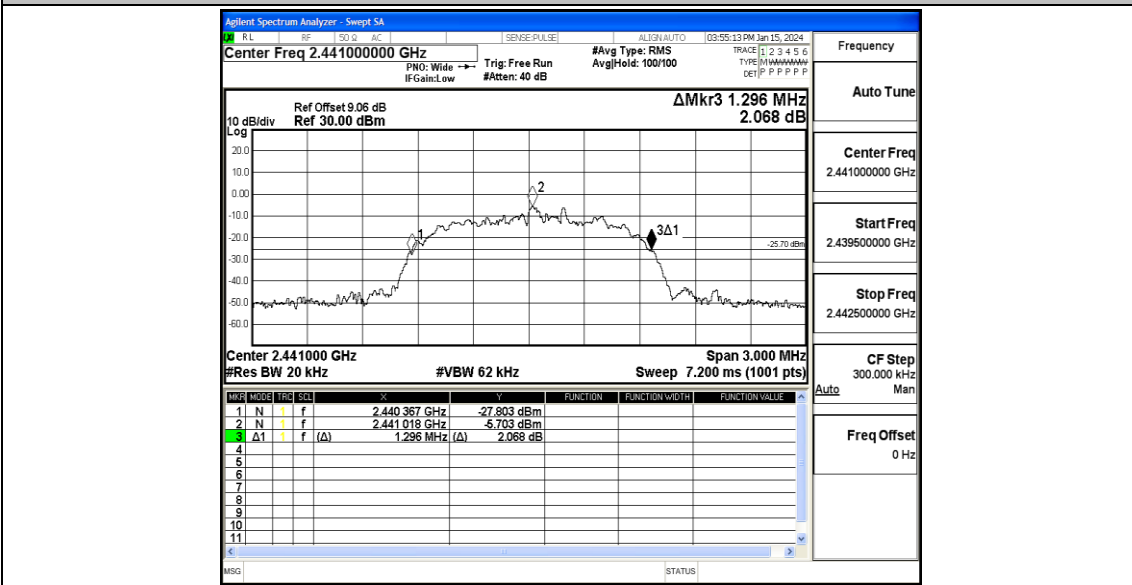 Agilent Spectrum Analyzer - Swept SA
RL RF 50 Ω AC SENSE:PULSE ALIGNAUTO 03:55:13 PM Jan 15, 2024
Center Freq 2.441000000 GHz
PNO: Wide
IFGain:Low
Trig: Free Run
#Atten: 40 dB
#Avg Type: RMS
Avg|Hold: 100/100
TRACE 1 2 3 4 5 6
TYPE M
DET P P P P P P
ΔMkr3 1.296 MHz
2.068 dB
Ref Offset 9.06 dB
10 dB/div Ref 30.00 dBm
Log
20.0
10.0
0.00
-10.0
-20.0
-30.0
-40.0
-50.0
-60.0
1
2
3Δ1
-25.70 dBm
Center 2.441000 GHz Span 3.000 MHz
#Res BW 20 kHz #VBW 62 kHz Sweep 7.200 ms (1001 pts)
MKR MODE TRC SCL X Y FUNCTION FUNCTION WIDTH FUNCTION VALUE
1 N 1 f 2.440 367 GHz -27.803 dBm
2 N 1 f 2.441 018 GHz -5.703 dBm
3 Δ1 1 f (Δ) 1.296 MHz (Δ) 2.068 dB
4
5
6
7
8
9
10
11
MSG STATUS
Frequency
Auto Tune
Center Freq
2.441000000 GHz
Start Freq
2.439500000 GHz
Stop Freq
2.442500000 GHz
CF Step
300.000 kHz
Auto Man
Freq Offset
0 Hz